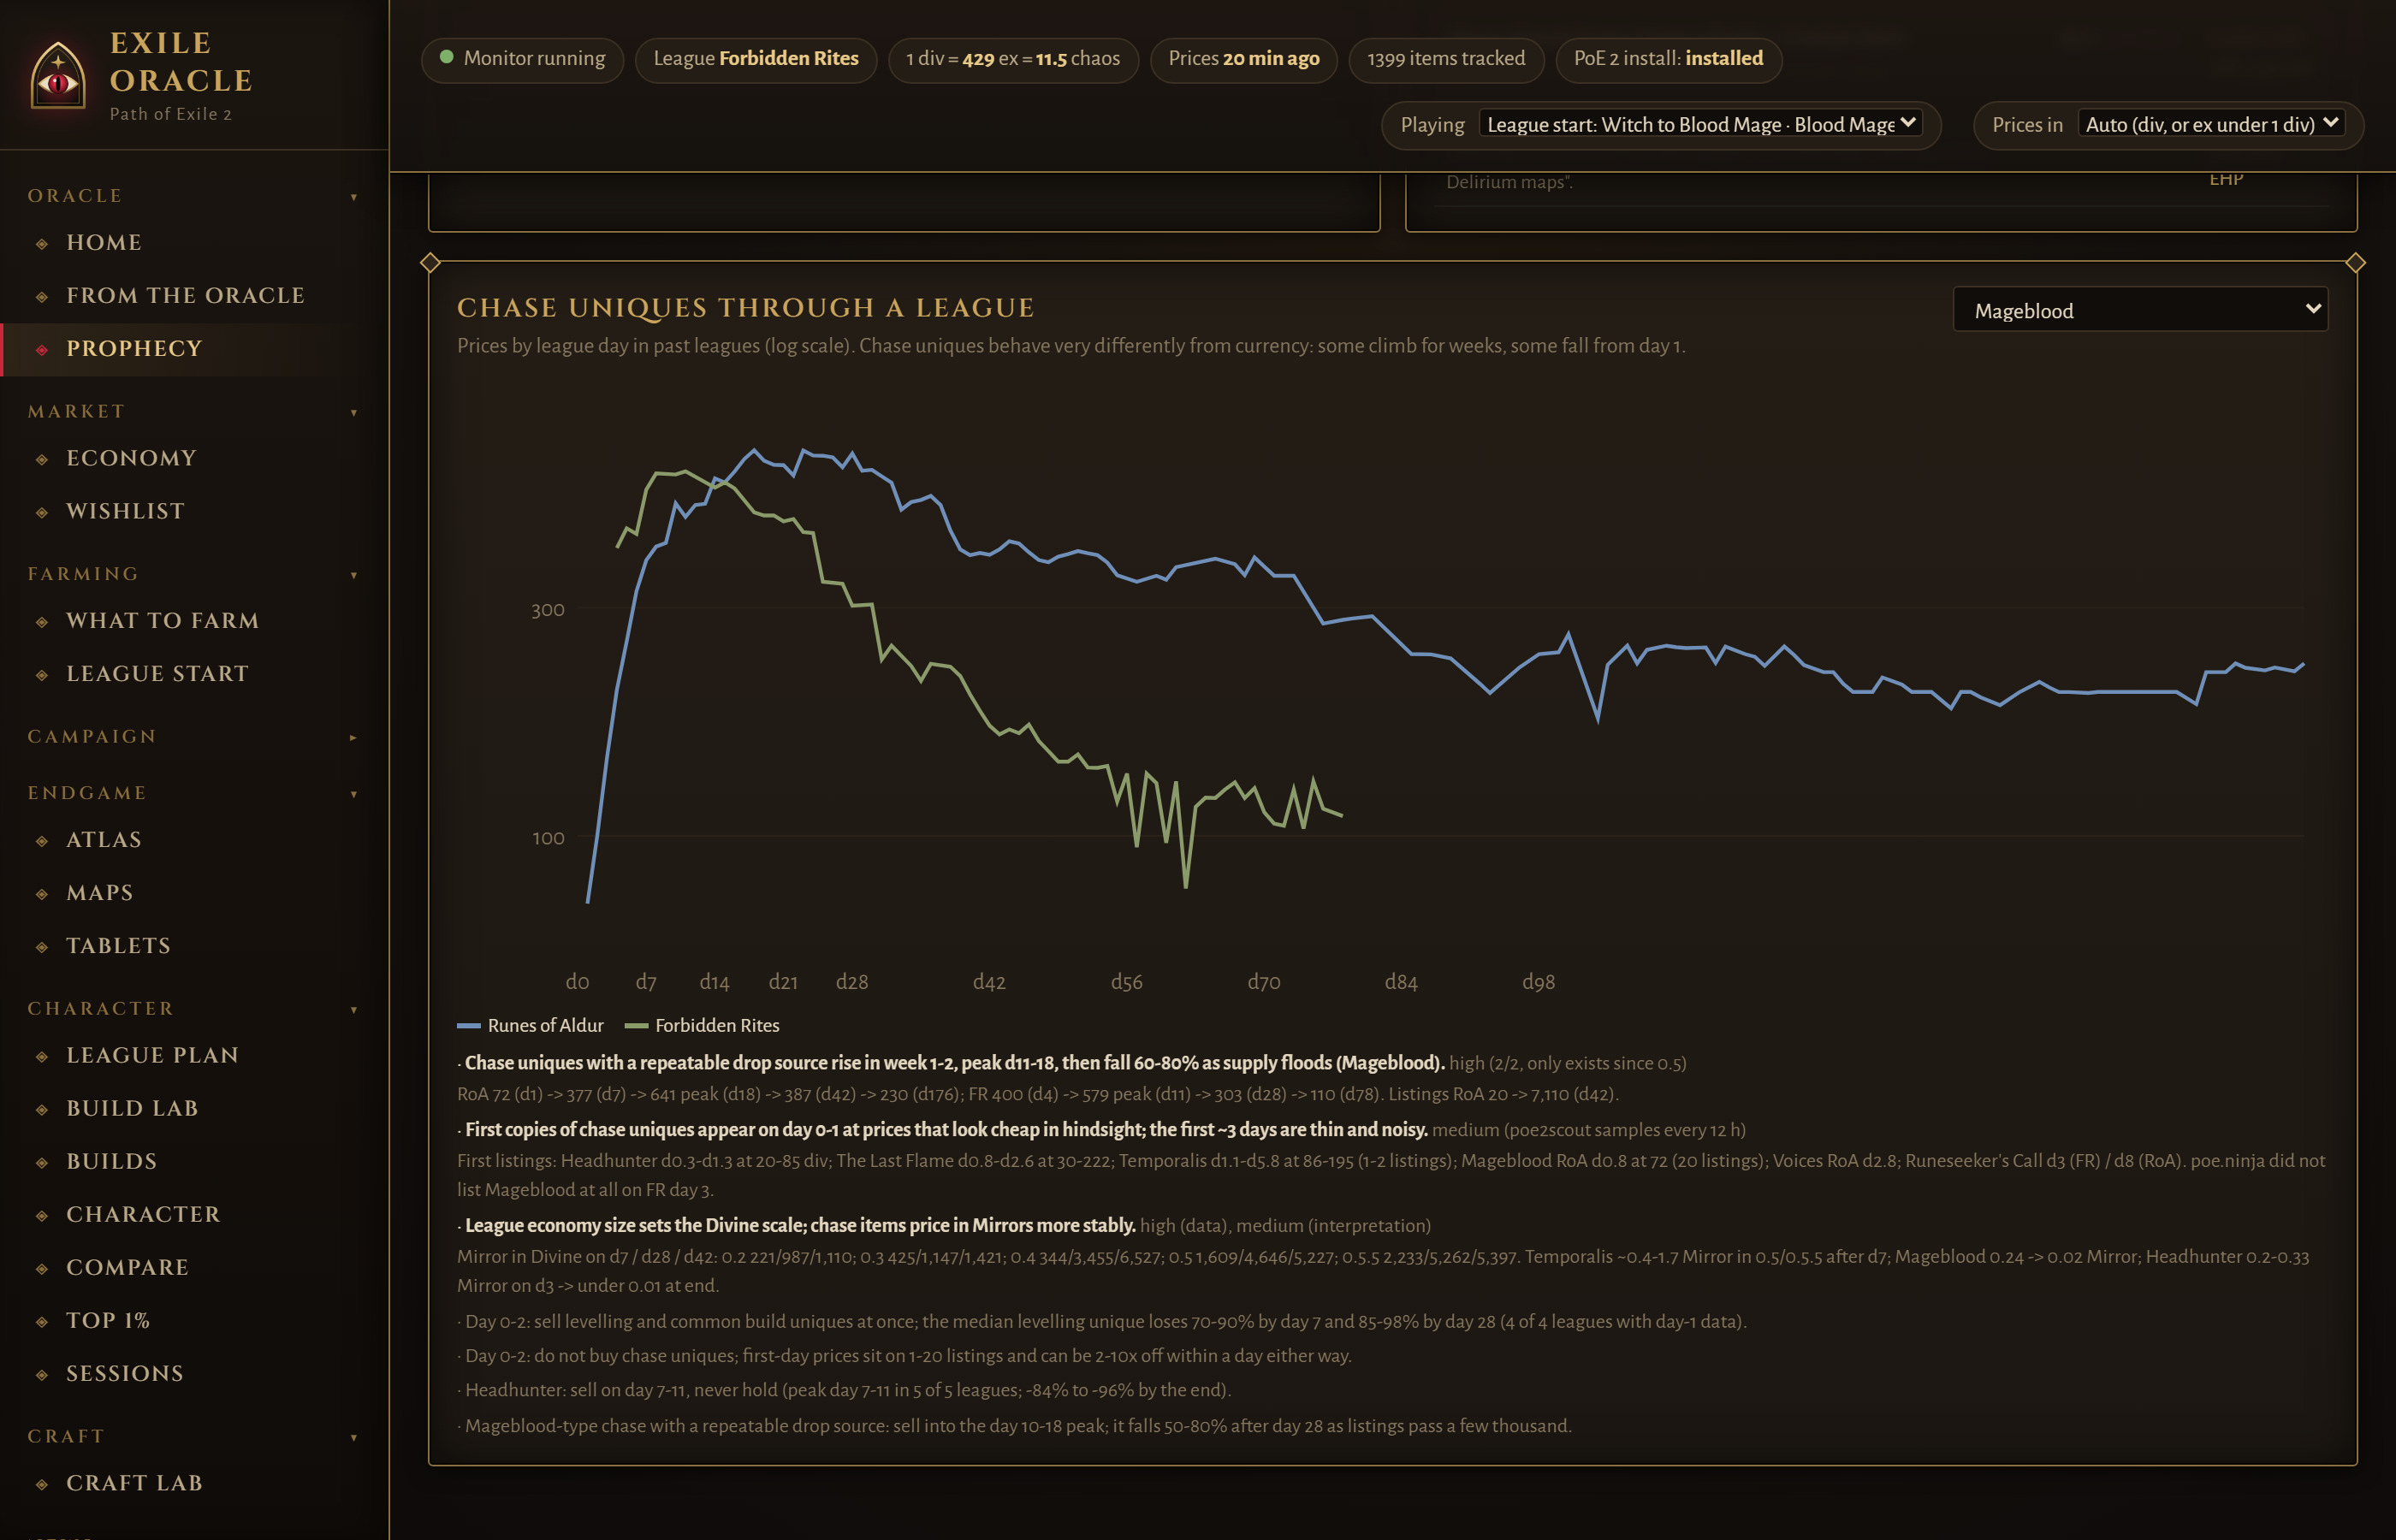 EXILE
ORACLE
Path of Exile 2
Monitor running
League Forbidden Rites
1 div = 429 ex = 11.5 chaos
Prices 20 min ago
1399 items tracked
PoE 2 install: installed
Playing
League start: Witch to Blood Mage · Blood Mage
Prices in
Auto (div, or ex under 1 div)
ORACLE
HOME
FROM THE ORACLE
PROPHECY
MARKET
ECONOMY
WISHLIST
FARMING
WHAT TO FARM
LEAGUE START
CAMPAIGN
ENDGAME
ATLAS
MAPS
TABLETS
CHARACTER
LEAGUE PLAN
BUILD LAB
BUILDS
CHARACTER
COMPARE
TOP 1%
SESSIONS
CRAFT
CRAFT LAB
Delirium maps".
EHP
CHASE UNIQUES THROUGH A LEAGUE
Mageblood
Prices by league day in past leagues (log scale). Chase uniques behave very differently from currency: some climb for weeks, some fall from day 1.
300
100
d0 d7 d14 d21 d28 d42 d56 d70 d84 d98
Runes of Aldur Forbidden Rites
· Chase uniques with a repeatable drop source rise in week 1-2, peak d11-18, then fall 60-80% as supply floods (Mageblood). high (2/2, only exists since 0.5)
RoA 72 (d1) -> 377 (d7) -> 641 peak (d18) -> 387 (d42) -> 230 (d176); FR 400 (d4) -> 579 peak (d11) -> 303 (d28) -> 110 (d78). Listings RoA 20 -> 7,110 (d42).
· First copies of chase uniques appear on day 0-1 at prices that look cheap in hindsight; the first ~3 days are thin and noisy. medium (poe2scout samples every 12 h)
First listings: Headhunter d0.3-d1.3 at 20-85 div; The Last Flame d0.8-d2.6 at 30-222; Temporalis d1.1-d5.8 at 86-195 (1-2 listings); Mageblood RoA d0.8 at 72 (20 listings); Voices RoA d2.8; Runeseeker's Call d3 (FR) / d8 (RoA). poe.ninja did not
list Mageblood at all on FR day 3.
· League economy size sets the Divine scale; chase items price in Mirrors more stably. high (data), medium (interpretation)
Mirror in Divine on d7 / d28 / d42: 0.2 221/987/1,110; 0.3 425/1,147/1,421; 0.4 344/3,455/6,527; 0.5 1,609/4,646/5,227; 0.5.5 2,233/5,262/5,397. Temporalis ~0.4-1.7 Mirror in 0.5/0.5.5 after d7; Mageblood 0.24 -> 0.02 Mirror; Headhunter 0.2-0.33
Mirror on d3 -> under 0.01 at end.
· Day 0-2: sell levelling and common build uniques at once; the median levelling unique loses 70-90% by day 7 and 85-98% by day 28 (4 of 4 leagues with day-1 data).
· Day 0-2: do not buy chase uniques; first-day prices sit on 1-20 listings and can be 2-10x off within a day either way.
· Headhunter: sell on day 7-11, never hold (peak day 7-11 in 5 of 5 leagues; -84% to -96% by the end).
· Mageblood-type chase with a repeatable drop source: sell into the day 10-18 peak; it falls 50-80% after day 28 as listings pass a few thousand.